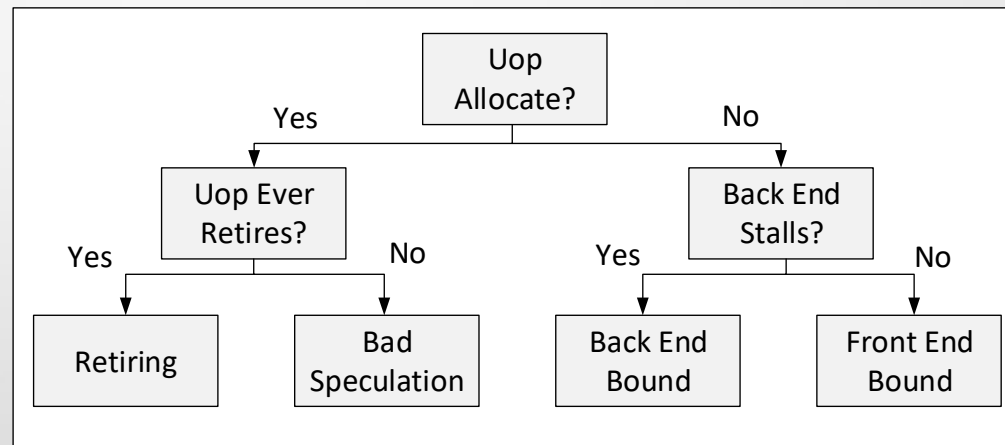 Uop
Allocate?
Yes
No
Uop Ever
Retires?
Back End
Stalls?
Yes
No
Yes
No
Retiring
Bad
Speculation
Back End
Bound
Front End
Bound